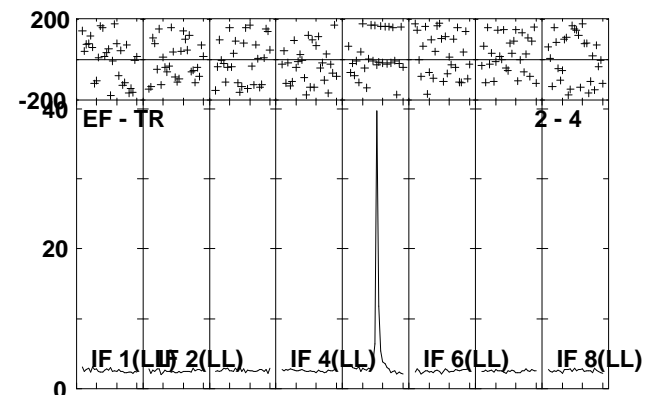 200
-200
40
EF - TR 2 - 4
20
IF 1(LL) IF 2(LL) IF 4(LL) IF 6(LL) IF 8(LL)
0